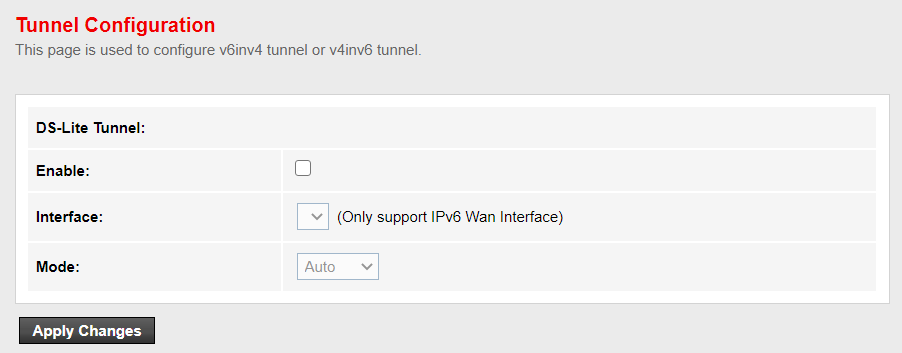 Tunnel Configuration
This page is used to configure v6inv4 tunnel or v4inv6 tunnel.
DS-Lite Tunnel:
Enable:
Interface: (Only support IPv6 Wan Interface)
Mode: Auto
Apply Changes